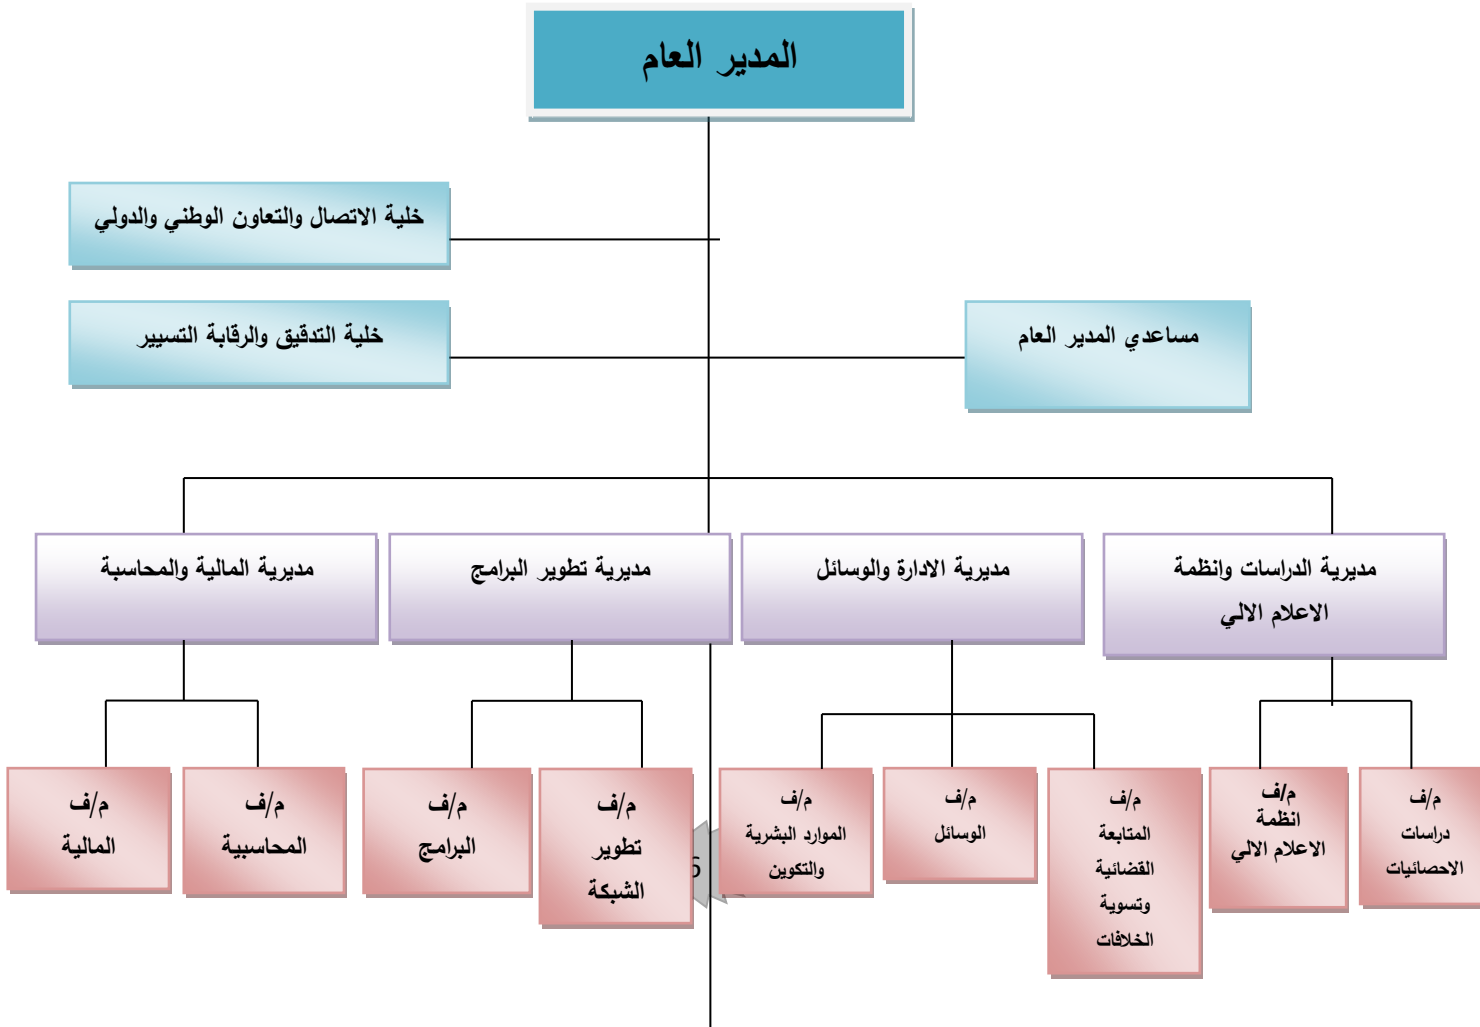 المدير العام
خلية الاتصال والتعاون الوطني والدولي
مساعدي المدير العام
خلية التدقيق والرقابة التسيير
مديرية الدراسات وانظمة
الاعلام الالي
مديرية الادارة والوسائل
مديرية تطوير البرامج
مديرية المالية والمحاسبة
م/ف
دراسات
الاحصائيات
م/ف
انظمة
الاعلام الالي
م/ف
المتابعة
القضائية
وتسوية
الخلافات
م/ف
الوسائل
م/ف
الموارد البشرية
والتكوين
م/ف
تطوير
الشبكة
م/ف
البرامج
م/ف
المحاسبية
م/ف
المالية